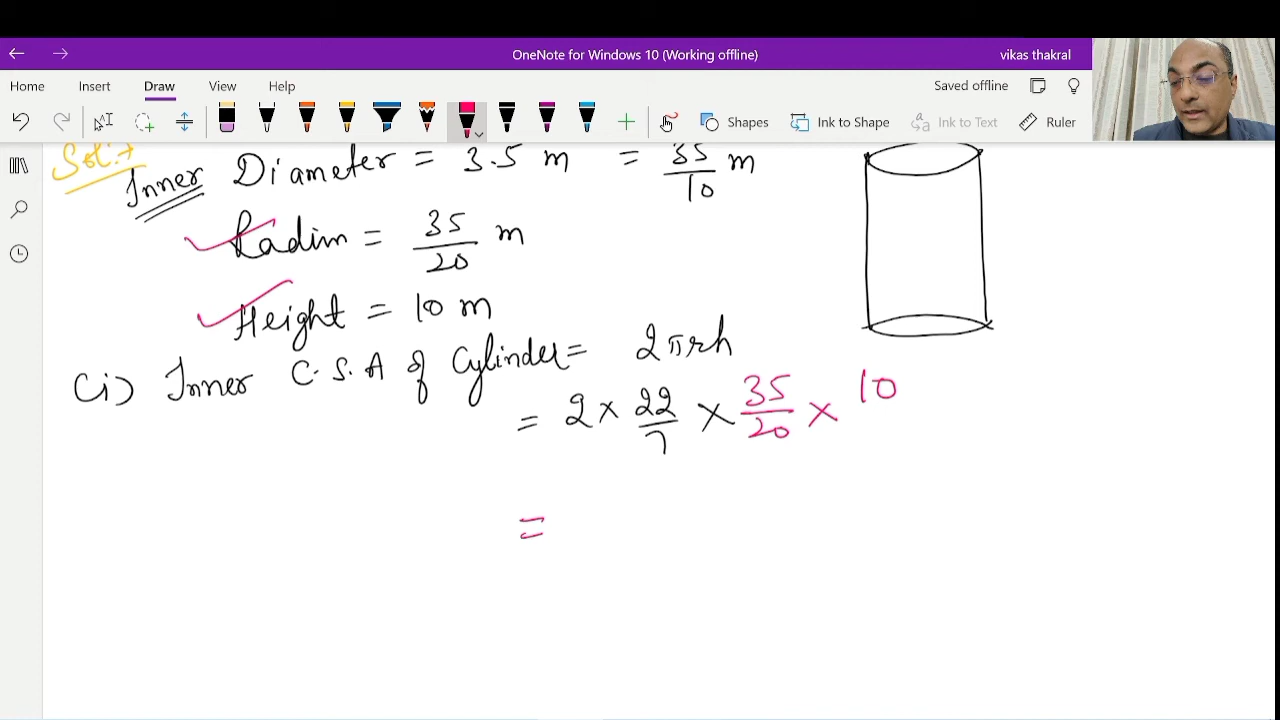 OneNote for Windows 10 (Working offline)
vikas thakral
Home Insert Draw View Help
Saved offline
Shapes Ink to Shape Ink to Text Ruler
Sol:→
Inner Diameter = 3.5 m = 35/10 m
Radius = 35/20 m
Height = 10 m
(i) Inner C.S.A of Cylinder = 2πrh
= 2 × 22/7 × 35/20 × 10
=